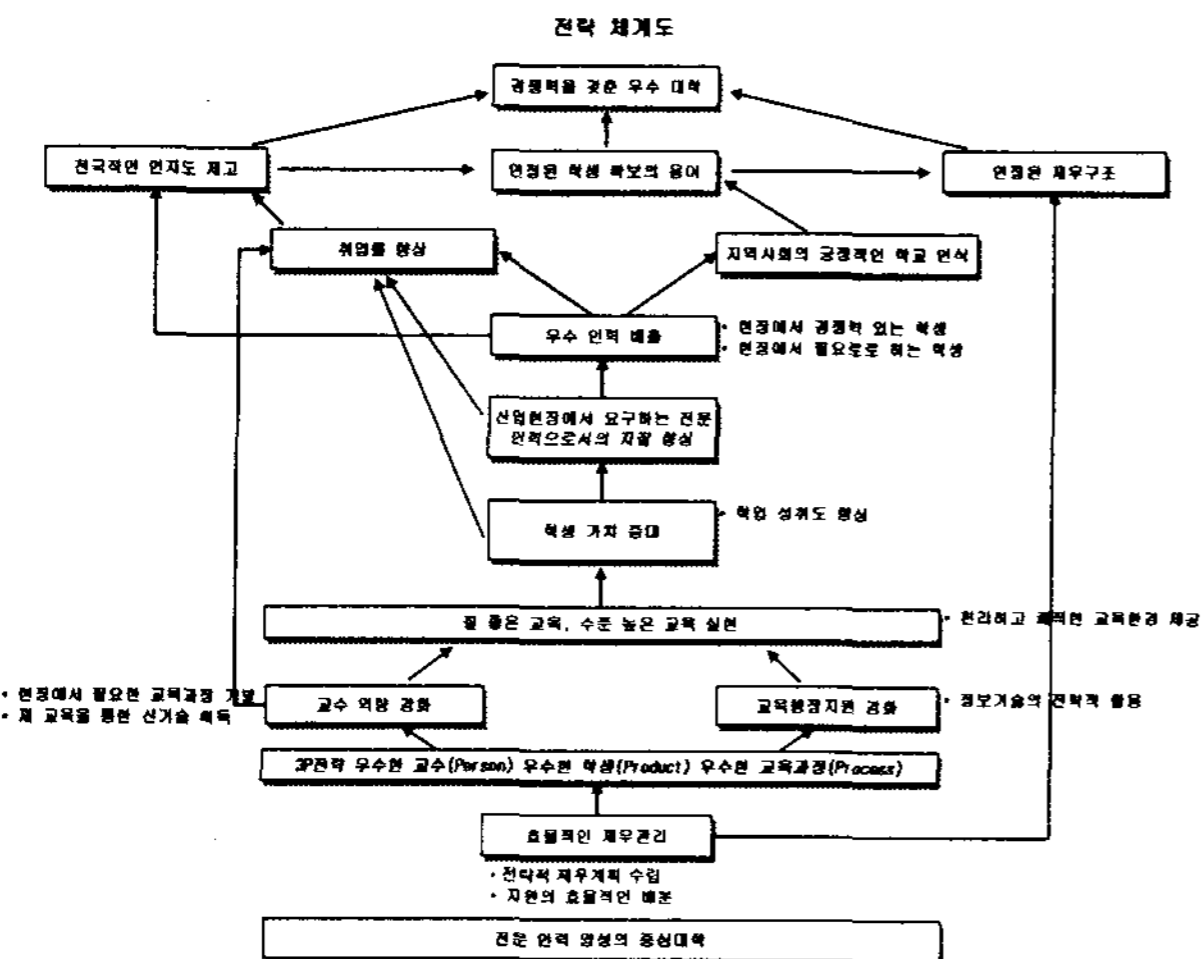 전략 체계도
경쟁력을 갖춘 우수 대학
전국적인 인지도 제고
안정된 학생 확보의 용이
안정된 재무구조
취업률 향상
지역사회의 긍정적인 학교 인식
우수 인력 배출
• 현장에서 경쟁력 있는 학생
• 현장에서 필요로로 하는 학생
산업현장에서 요구하는 전문
인력으로서의 자질 향상
학생 가치 증대
• 학업 성취도 향상
질 좋은 교육, 수준 높은 교육 실현
• 편리하고 쾌적한 교육환경 제공
• 현장에서 필요한 교육과정 개발
• 재 교육을 통한 신기술 획득
교수 역량 강화
교육행정지원 강화
• 정보기술의 전략적 활용
3P전략 우수한 교수(Person) 우수한 학생(Product) 우수한 교육과정(Process)
효율적인 재무관리
• 전략적 재무계획 수립
• 자원의 효율적인 배분
전문 인력 양성의 중심대학